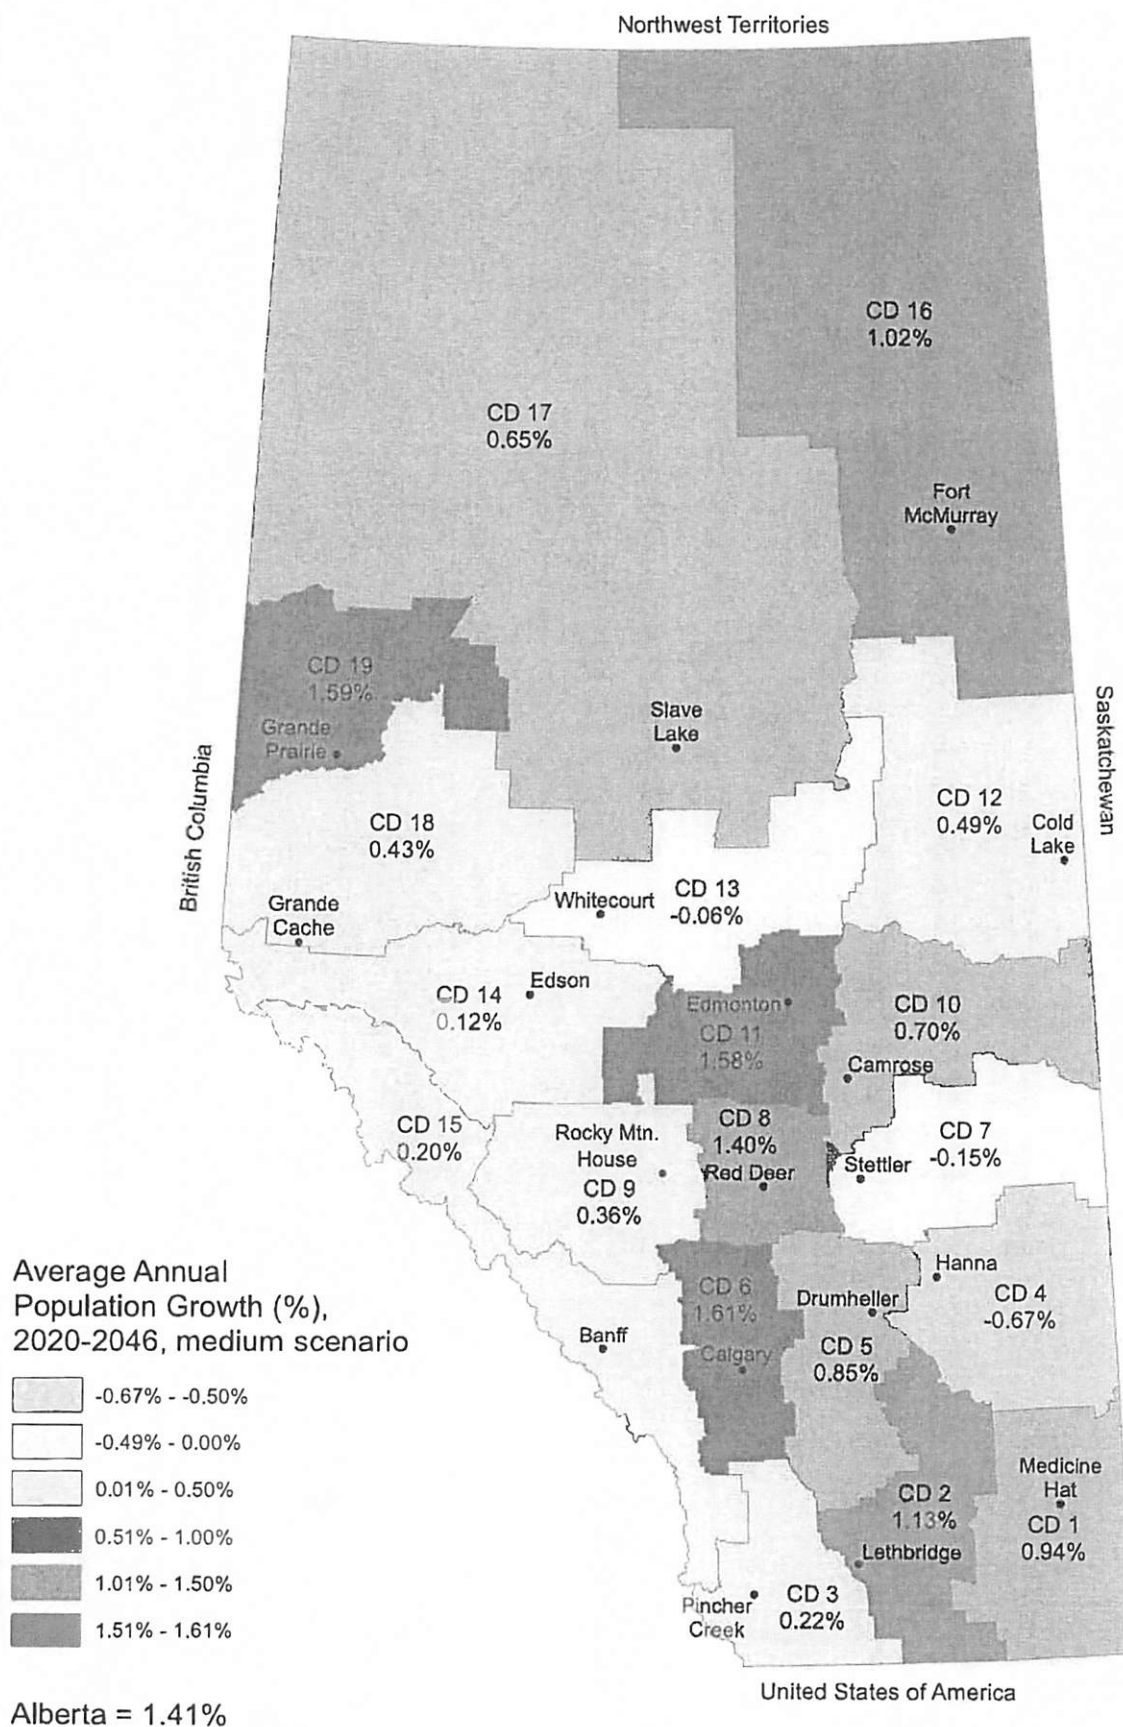 Northwest Territories
CD 16
1.02%
CD 17
0.65%
Fort
McMurray
CD 19
1.59%
Grande
Prairie
Slave
Lake
British Columbia
Saskatchewan
CD 18
0.43%
CD 12
0.49%
Cold
Lake
Grande
Cache
Whitecourt
CD 13
-0.06%
Edson
CD 14
0.12%
Edmonton
CD 11
1.58%
CD 10
0.70%
Camrose
CD 15
0.20%
Rocky Mtn.
House
CD 9
0.36%
CD 8
1.40%
Red Deer
CD 7
-0.15%
Stettler
Hanna
CD 4
-0.67%
CD 6
1.61%
Calgary
Drumheller
CD 5
0.85%
Banff
Medicine
Hat
CD 1
0.94%
CD 2
1.13%
Lethbridge
Pincher
Creek
CD 3
0.22%
United States of America
Average Annual
Population Growth (%),
2020-2046, medium scenario
-0.67% - -0.50%
-0.49% - 0.00%
0.01% - 0.50%
0.51% - 1.00%
1.01% - 1.50%
1.51% - 1.61%
Alberta = 1.41%